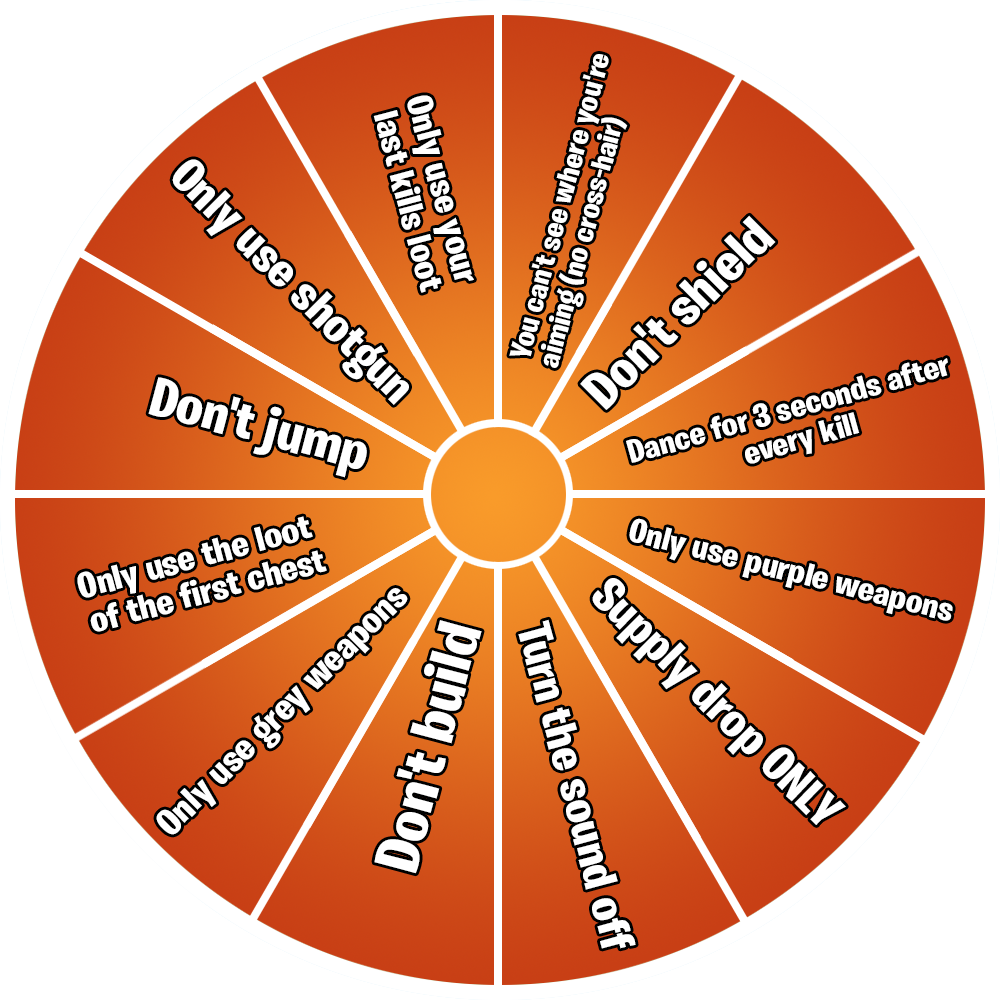 You can't see where you're
aiming (no cross-hair)
Don't shield
Dance for 3 seconds after
every kill
Only use purple weapons
Supply drop ONLY
Turn the sound off
Don't build
Only use grey weapons
Only use the loot
of the first chest
Don't jump
Only use shotgun
Only use your
last kills loot